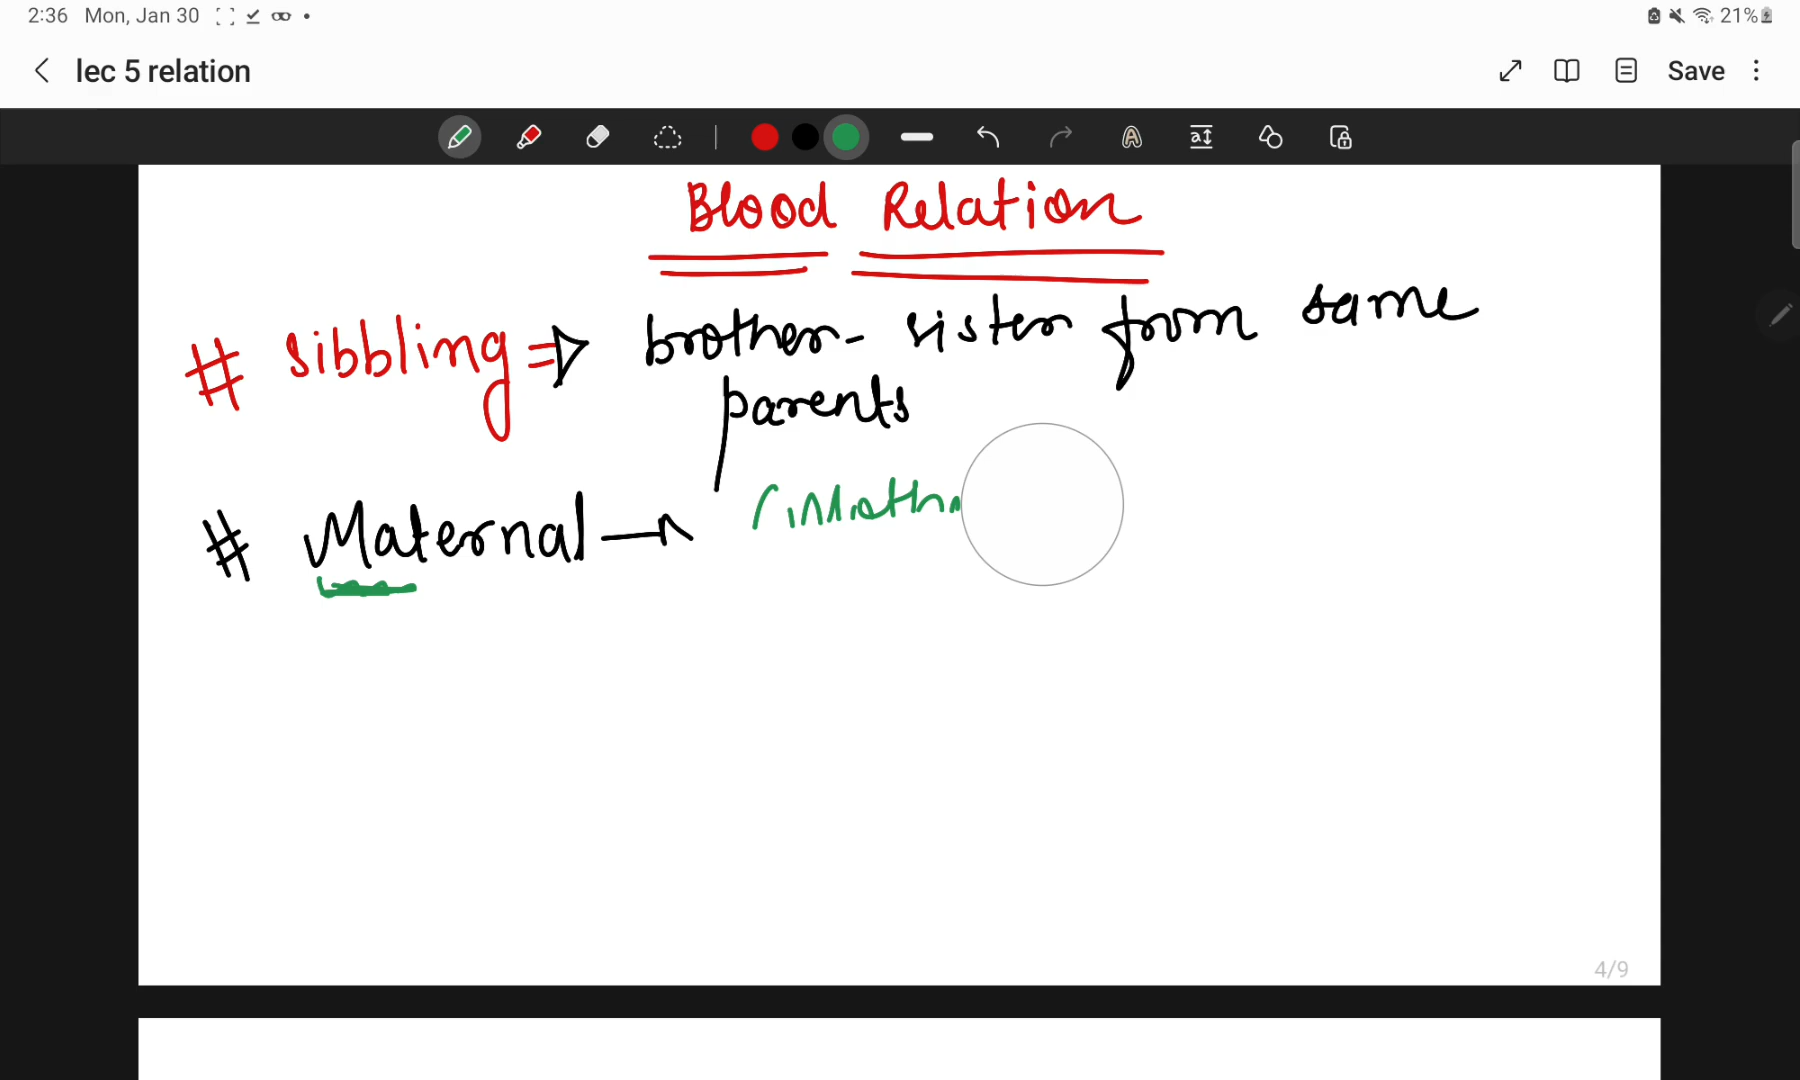 2:36 Mon, Jan 30
21%
lec 5 relation
Save
Blood Relation
# sibbling => brother - sister from same
parents
# Maternal →
4/9